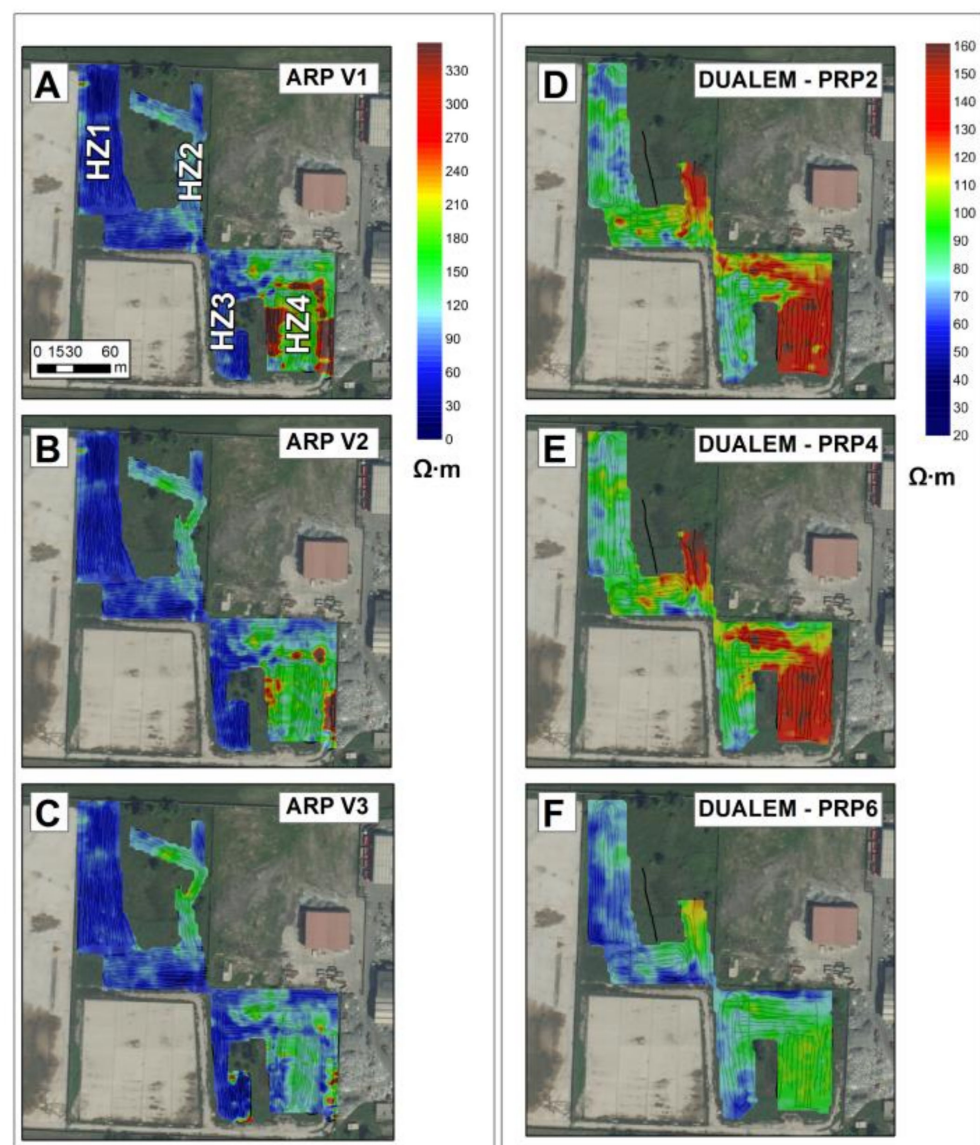 A
ARP V1
HZ1
HZ2
HZ3
HZ4
0 1530 60
m
330
300
270
240
210
180
150
120
90
60
30
0
Ω·m
B
ARP V2
C
ARP V3
D
DUALEM - PRP2
160
150
140
130
120
110
100
90
80
70
60
50
40
30
20
Ω·m
E
DUALEM - PRP4
F
DUALEM - PRP6